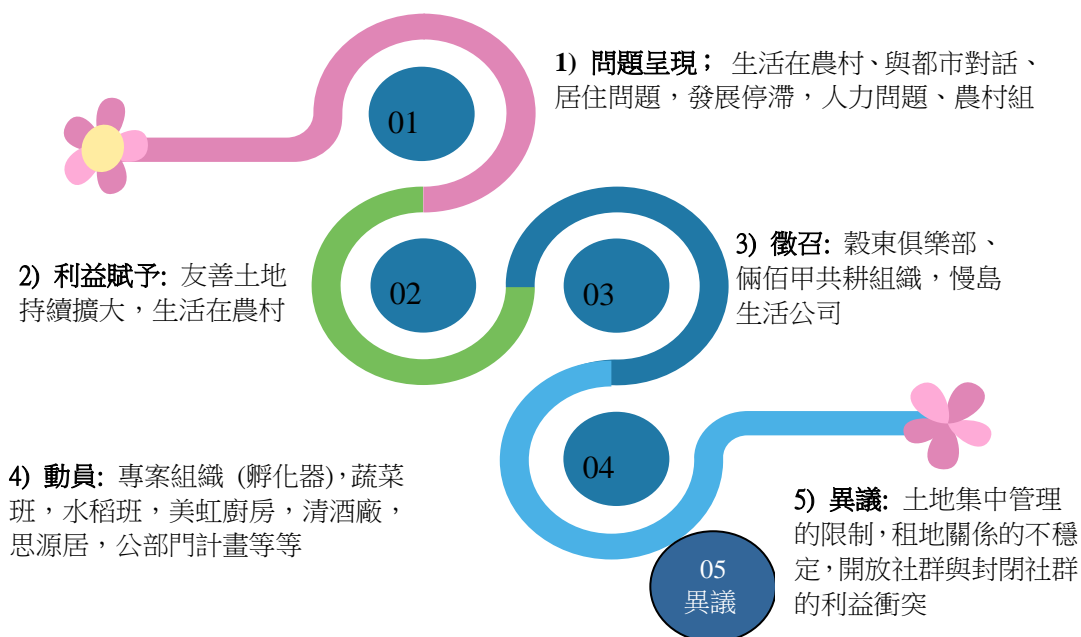 01
1) 問題呈現； 生活在農村、與都市對話、
居住問題，發展停滯，人力問題、農村組
2) 利益賦予: 友善土地
持續擴大，生活在農村
02
03
3) 徵召: 穀東俱樂部、
倆佰甲共耕組織，慢島
生活公司
04
4) 動員: 專案組織 (孵化器)，蔬菜
班，水稻班，美虹廚房，清酒廠，
思源居，公部門計畫等等
05
異議
5) 異議: 土地集中管理
的限制，租地關係的不穩
定，開放社群與封閉社群
的利益衝突